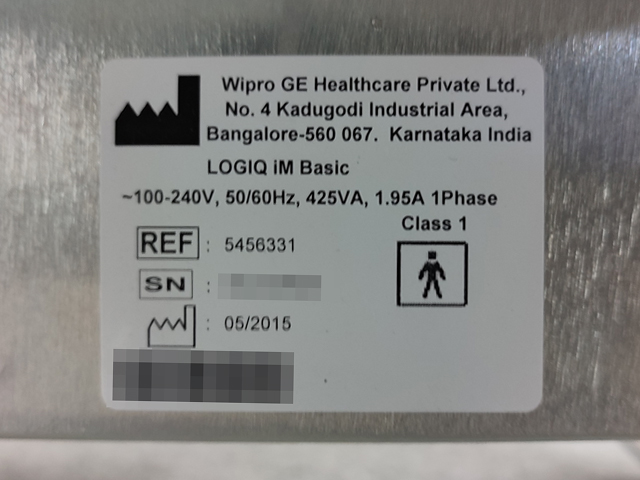 Wipro GE Healthcare Private Ltd.,
No. 4 Kadugodi Industrial Area,
Bangalore-560 067. Karnataka India
LOGIQ iM Basic
~100-240V, 50/60Hz, 425VA, 1.95A 1Phase
Class 1
REF : 5456331
SN :
: 05/2015